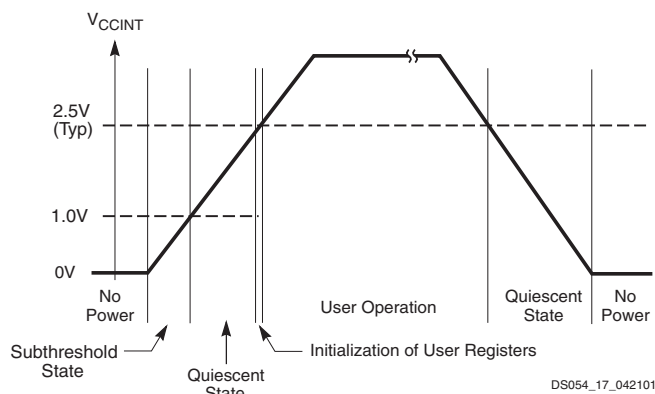 VCCINT
2.5V
(Typ)
1.0V
0V
No
Power
User Operation
Quiescent
State
No
Power
Subthreshold
State
Quiescent
State
Initialization of User Registers
DS054_17_042101